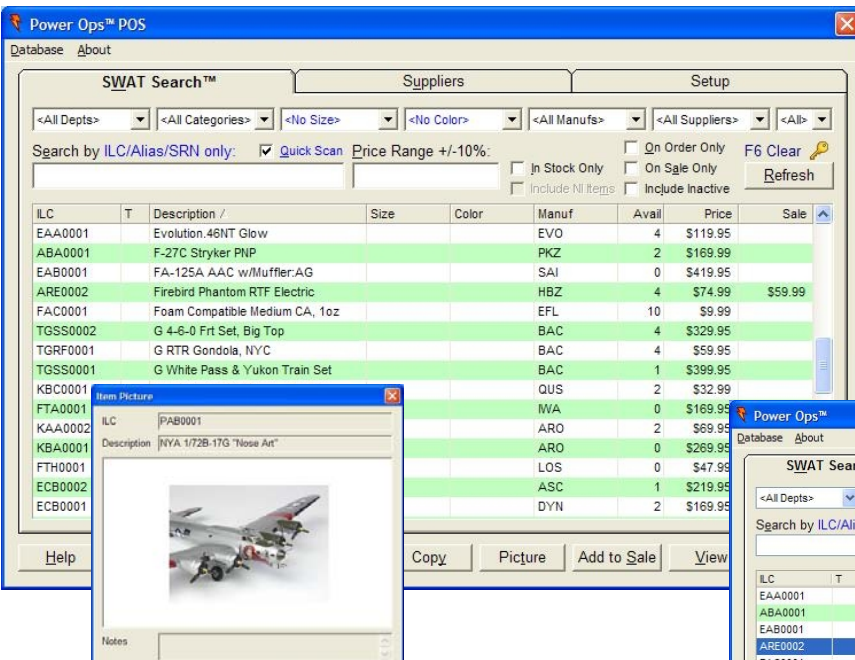 Power Ops™ POS
Database About
SWAT Search™ Suppliers Setup
<All Depts> <All Categories> <No Size> <No Color> <All Manufs> <All Suppliers> <All>
Search by ILC/Alias/SRN only: Quick Scan Price Range +/-10%: On Order Only F6 Clear
In Stock Only On Sale Only Refresh
Include NI Items Include Inactive
ILC T Description Size Color Manuf Avail Price Sale
EAA0001 Evolution.46NT Glow EVO 4 $119.95
ABA0001 F-27C Stryker PNP PKZ 2 $169.99
EAB0001 FA-125A AAC w/Muffler:AG SAI 0 $419.95
ARE0002 Firebird Phantom RTF Electric HBZ 4 $74.99 $59.99
FAC0001 Foam Compatible Medium CA, 1oz EFL 10 $9.99
TGSS0002 G 4-6-0 Frt Set, Big Top BAC 4 $329.95
TGRF0001 G RTR Gondola, NYC BAC 4 $59.95
TGSS0001 G White Pass & Yukon Train Set BAC 1 $399.95
KBC0001 QUS 2 $32.99
FTA0001 IWA 0 $169.95
KAA0002 ARO 2 $69.95
KBA0001 ARO 0 $269.95
FTH0001 LOS 0 $47.99
ECB0002 ASC 1 $219.95
ECB0001 DYN 2 $169.95
Help Copy Picture Add to Sale View
Item Picture
ILC PAB0001
Description NYA 1/72B-17G "Nose Art"
Notes
Power Ops™
Database About
SWAT Sear
<All Depts>
Search by ILC/Ali
ILC T
EAA0001
ABA0001
EAB0001
ARE0002